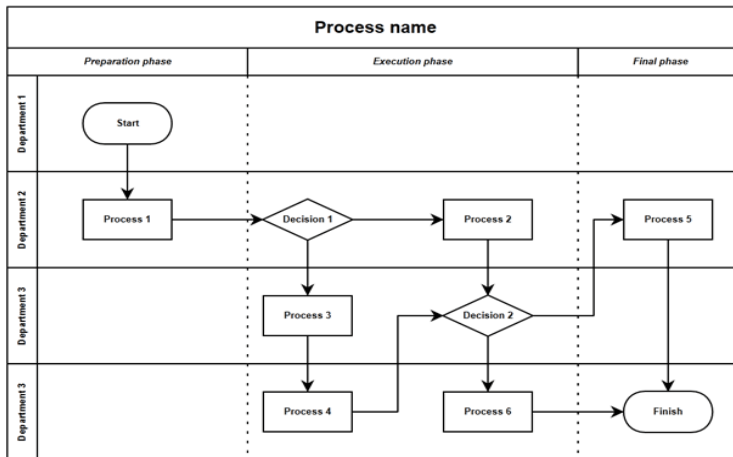 Process name
Preparation phase
Execution phase
Final phase
Department 1
Start
Department 2
Process 1
Decision 1
Process 2
Process 5
Department 3
Process 3
Decision 2
Department 3
Process 4
Process 6
Finish